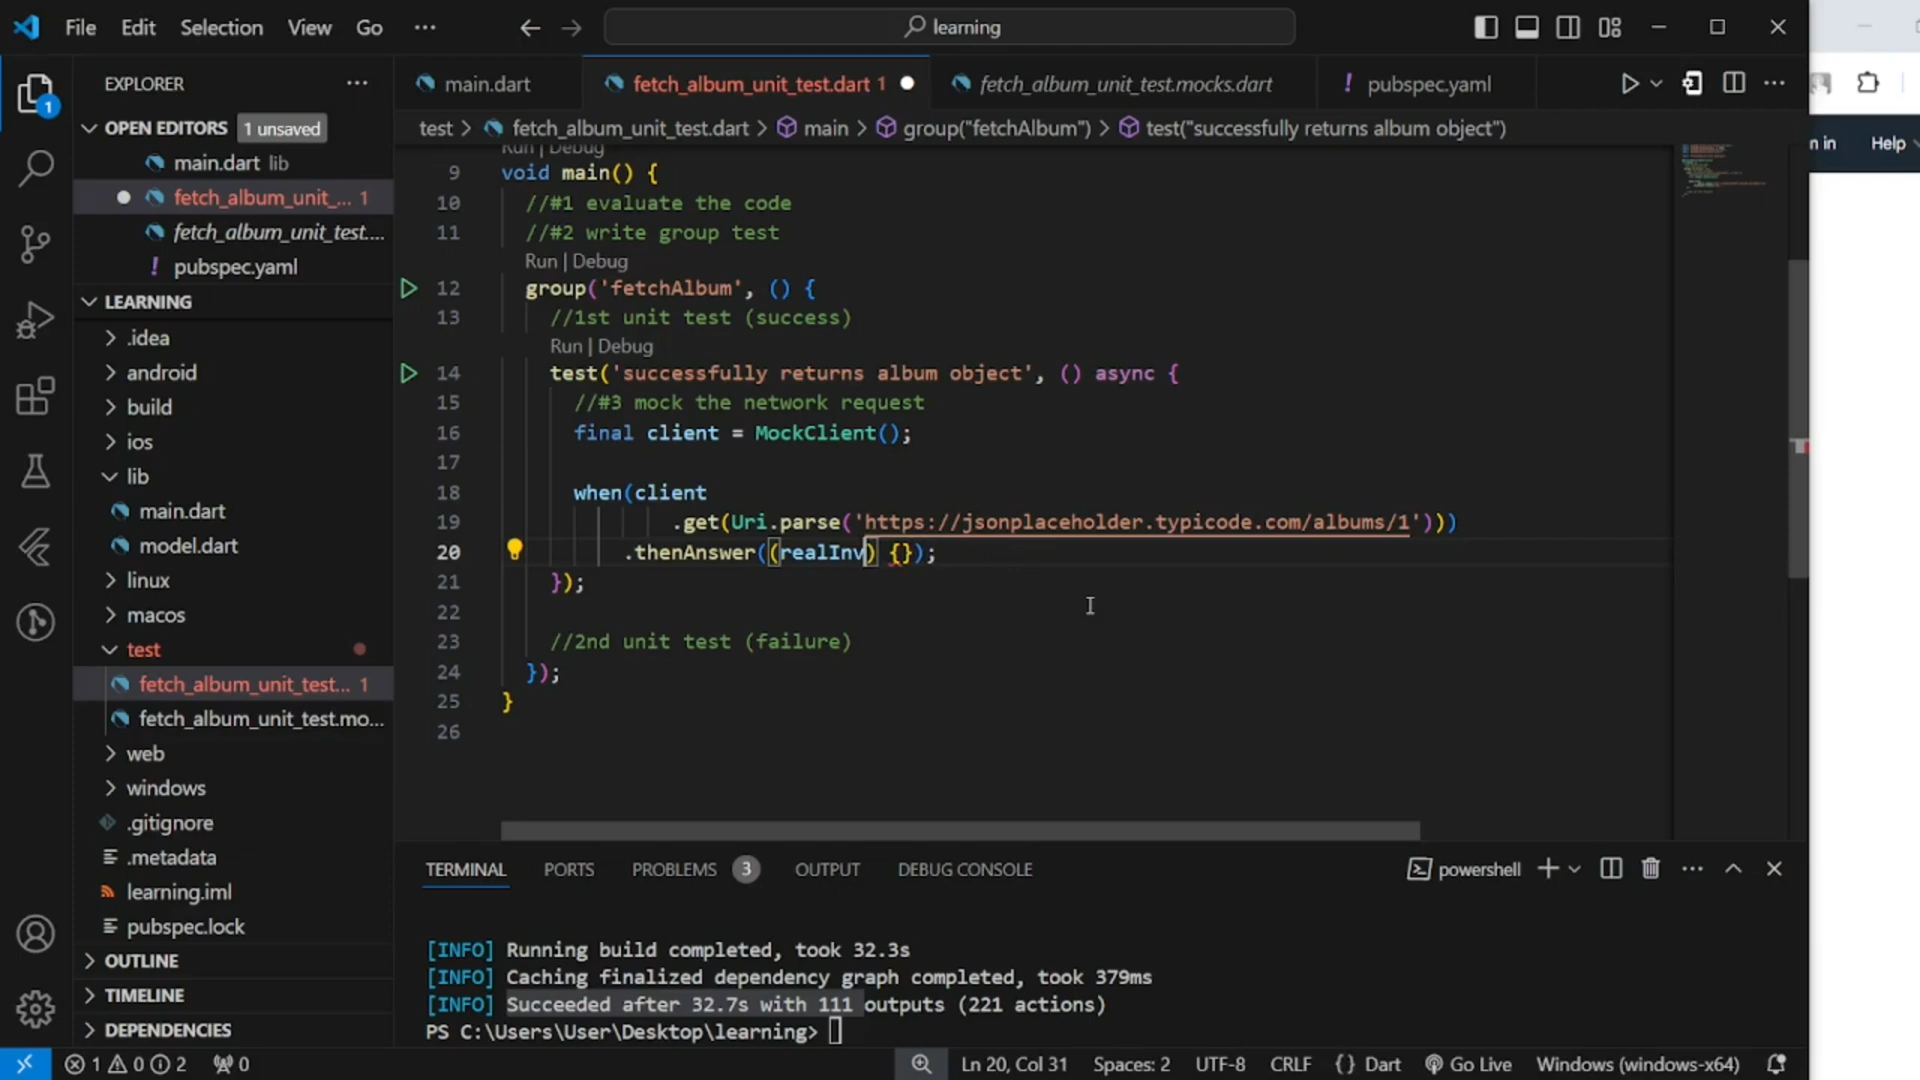 File Edit Selection View Go ··· learning
EXPLORER
OPEN EDITORS 1 unsaved
main.dart lib
fetch_album_unit_... 1
fetch_album_unit_test....
pubspec.yaml
LEARNING
.idea
android
build
ios
lib
main.dart
model.dart
linux
macos
test
fetch_album_unit_test... 1
fetch_album_unit_test.mo...
web
windows
.gitignore
.metadata
learning.iml
pubspec.lock
OUTLINE
TIMELINE
DEPENDENCIES
1
main.dart fetch_album_unit_test.dart 1 fetch_album_unit_test.mocks.dart pubspec.yaml
test > fetch_album_unit_test.dart > main > group("fetchAlbum") > test("successfully returns album object")
Run | Debug
9 void main() {
10 //#1 evaluate the code
11 //#2 write group test
Run | Debug
12 group('fetchAlbum', () {
13 //1st unit test (success)
Run | Debug
14 test('successfully returns album object', () async {
15 //#3 mock the network request
16 final client = MockClient();
17
18 when(client
19 .get(Uri.parse('https://jsonplaceholder.typicode.com/albums/1')))
20 .thenAnswer((realInv) {});
21 });
22
23 //2nd unit test (failure)
24 });
25 }
26
TERMINAL PORTS PROBLEMS 3 OUTPUT DEBUG CONSOLE powershell
[INFO] Running build completed, took 32.3s
[INFO] Caching finalized dependency graph completed, took 379ms
[INFO] Succeeded after 32.7s with 111 outputs (221 actions)
PS C:\Users\User\Desktop\learning>
1 0 2 0 Ln 20, Col 31 Spaces: 2 UTF-8 CRLF {} Dart Go Live Windows (windows-x64)
n in Help